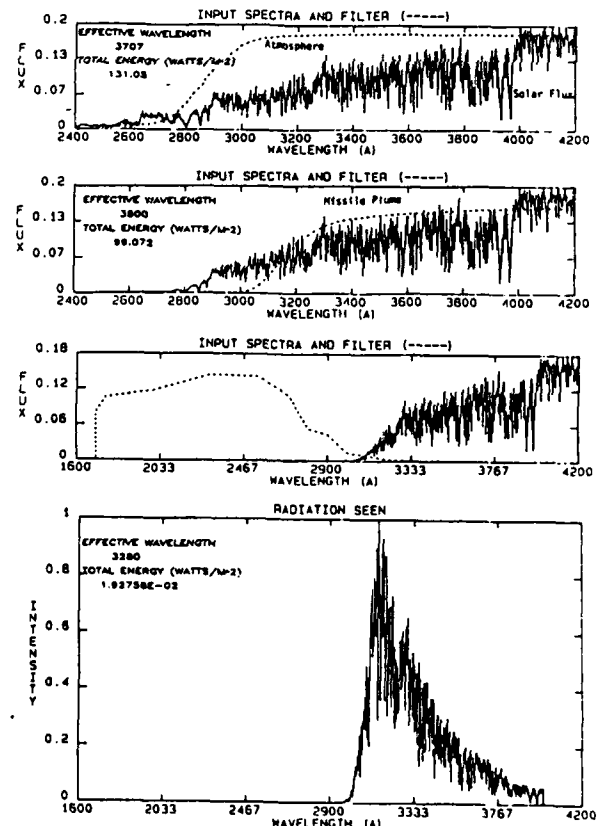 INPUT SPECTRA AND FILTER (-----)
EFFECTIVE WAVELENGTH
3707
TOTAL ENERGY (WATTS/M-2)
131.05
Atmosphere
Solar Flux
FLUX
0.2
0.13
0.07
0
2400 2600 2800 3000 3200 3400 3600 3800 4000 4200
WAVELENGTH (A)
INPUT SPECTRA AND FILTER (-----)
EFFECTIVE WAVELENGTH
3800
TOTAL ENERGY (WATTS/M-2)
99.072
Missile Plume
FLUX
0.2
0.13
0.07
0
2400 2600 2800 3000 3200 3400 3600 3800 4000 4200
WAVELENGTH (A)
INPUT SPECTRA AND FILTER (-----)
FLUX
0.18
0.12
0.06
0
1600 2033 2467 2900 3333 3767 4200
WAVELENGTH (A)
RADIATION SEEN
EFFECTIVE WAVELENGTH
3280
TOTAL ENERGY (WATTS/M-2)
1.92758E-02
INTENSITY
1
0.8
0.6
0.4
0.2
0
1600 2033 2467 2900 3333 3767 4200
WAVELENGTH (A)